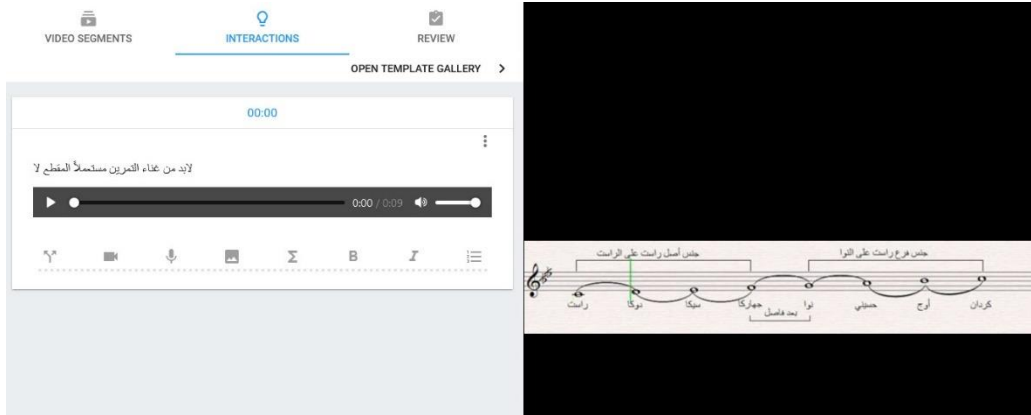 VIDEO SEGMENTS
INTERACTIONS
REVIEW
OPEN TEMPLATE GALLERY
00:00
لابد من غناء التمرين مستعملاً المقطع لا
0:00 / 0:09
Σ
B
I
جنس أصل راست على الراست
جنس فرع راست على النوا
راست
دوكا
سيكا
جهاركا
نوا
حسيني
أوج
كردان
بعد فاصل